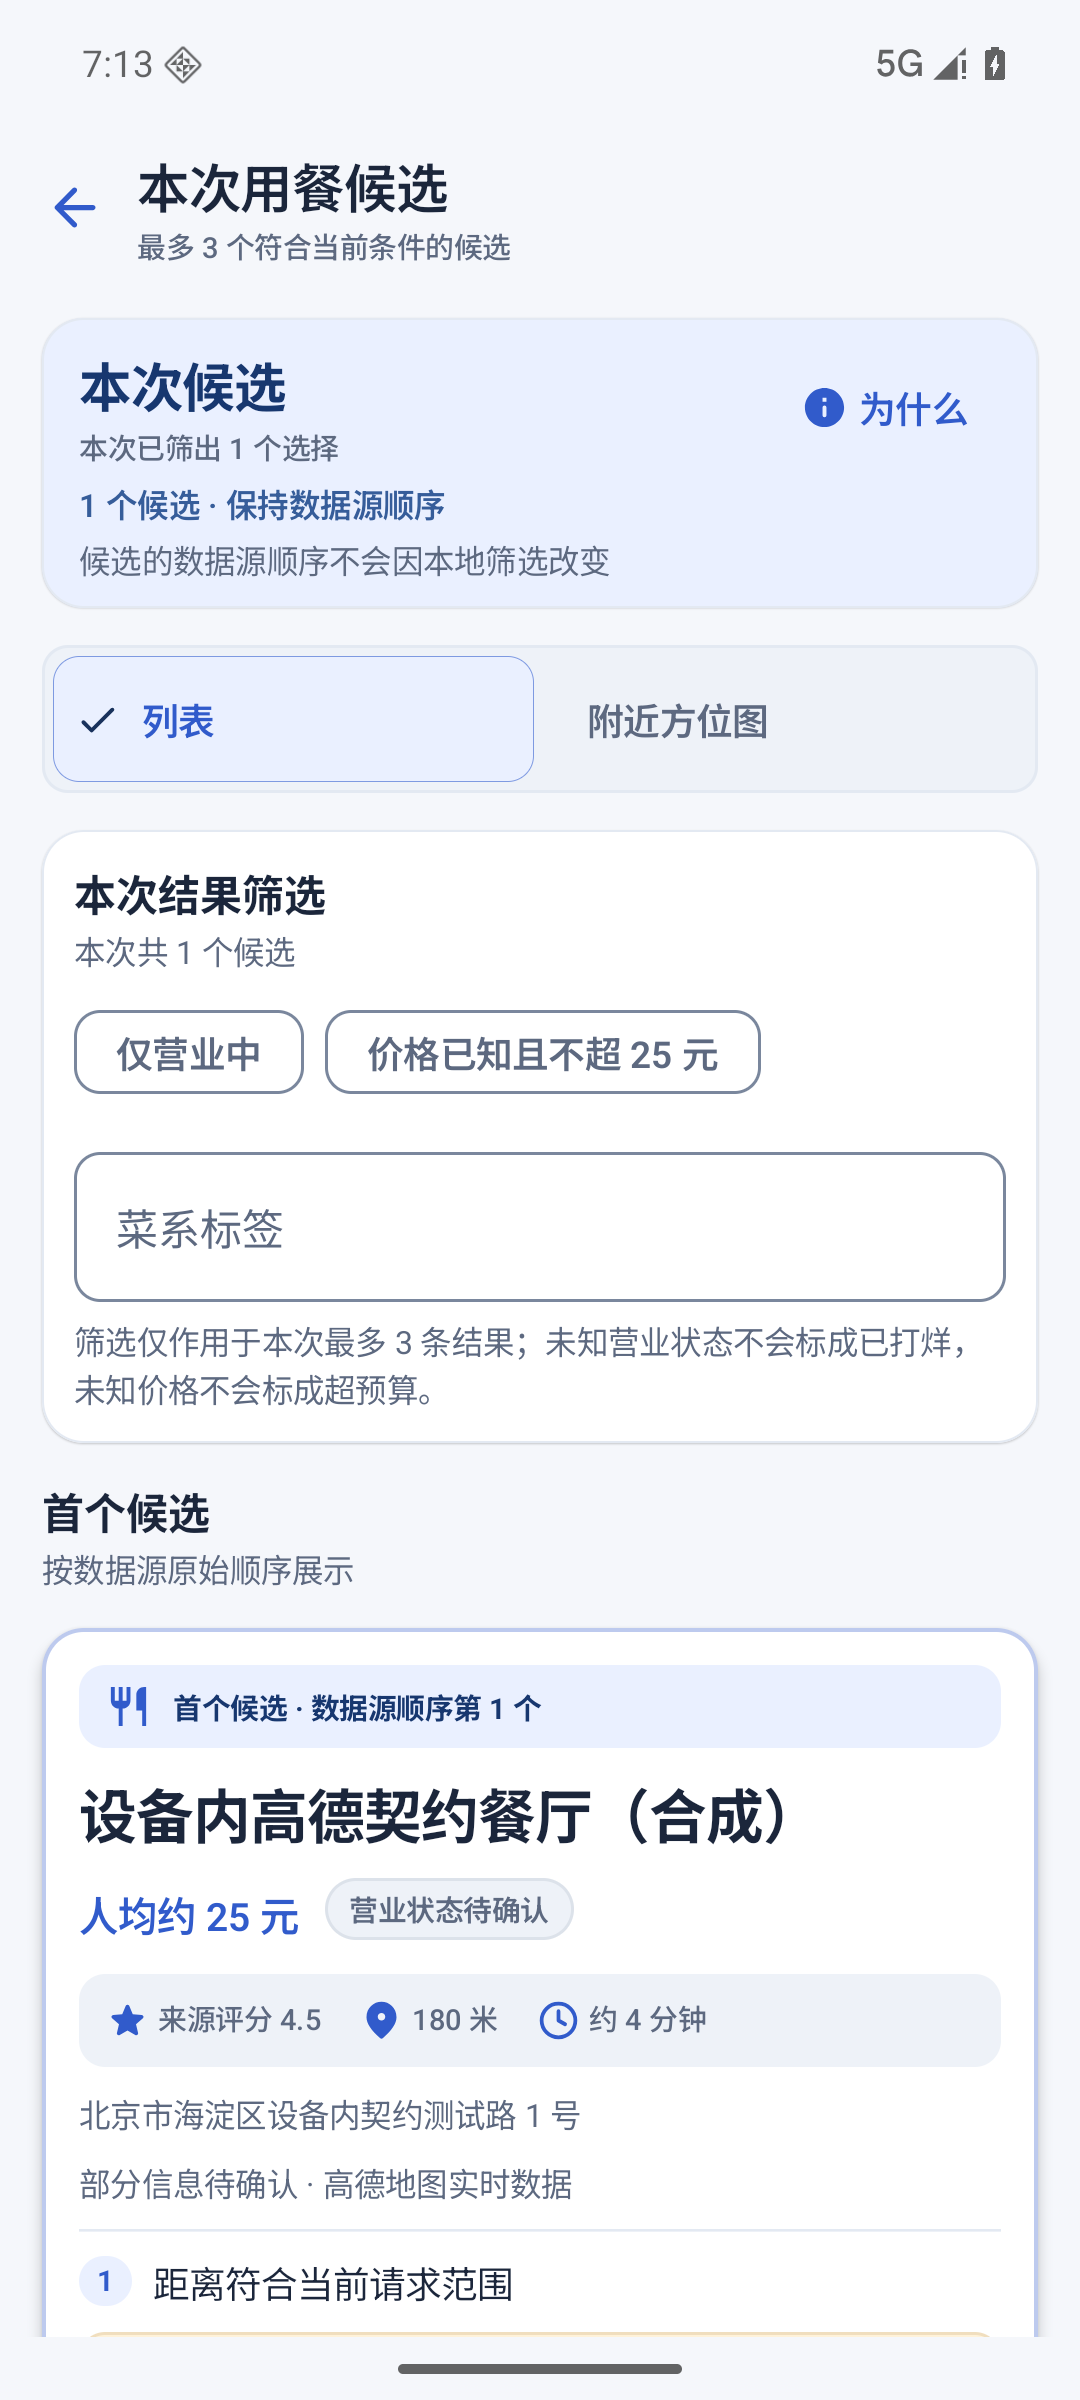 7:13
5G
本次用餐候选
最多 3 个符合当前条件的候选
本次候选
为什么
本次已筛出 1 个选择
1 个候选 · 保持数据源顺序
候选的数据源顺序不会因本地筛选改变
列表
附近方位图
本次结果筛选
本次共 1 个候选
仅营业中
价格已知且不超 25 元
菜系标签
筛选仅作用于本次最多 3 条结果；未知营业状态不会标成已打烊，
未知价格不会标成超预算。
首个候选
按数据源原始顺序展示
首个候选 · 数据源顺序第 1 个
设备内高德契约餐厅（合成）
人均约 25 元
营业状态待确认
来源评分 4.5
180 米
约 4 分钟
北京市海淀区设备内契约测试路 1 号
部分信息待确认 · 高德地图实时数据
1 距离符合当前请求范围